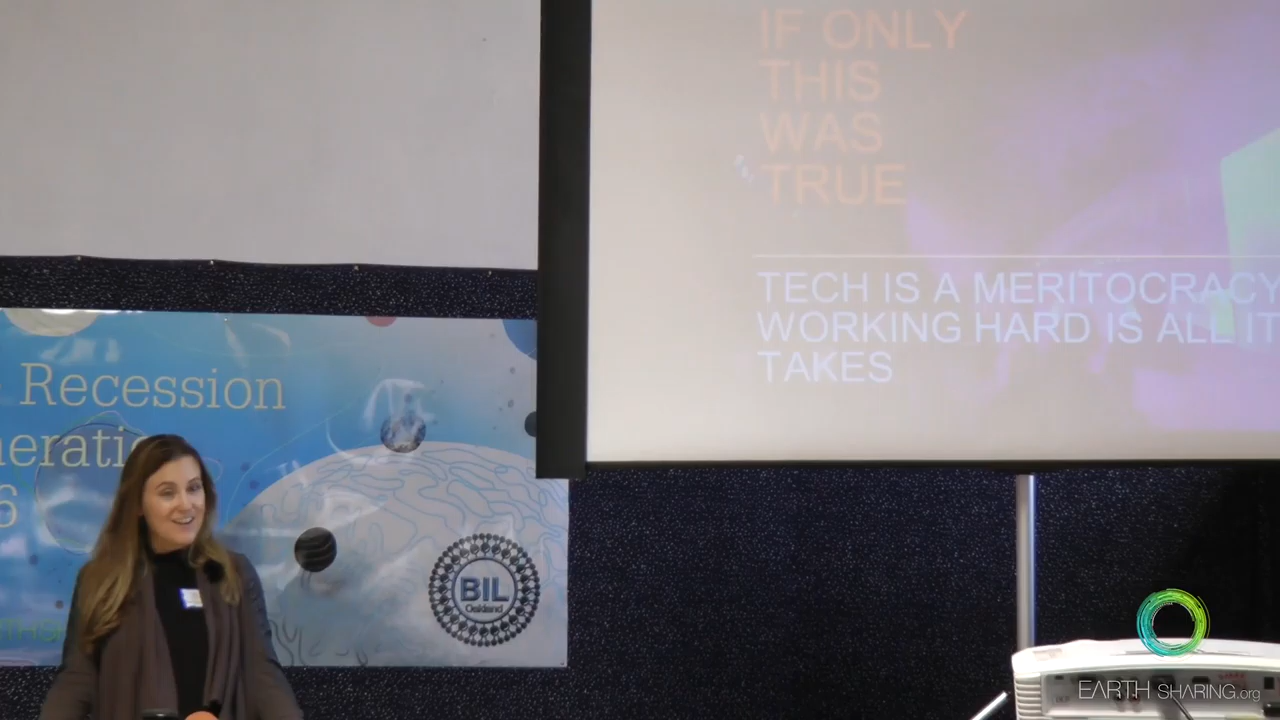 IF ONLY
THIS
WAS
TRUE
TECH IS A MERITOCRACY
WORKING HARD IS ALL IT
TAKES
Recession
6
BIL
Oakland
EARTH SHARING.org